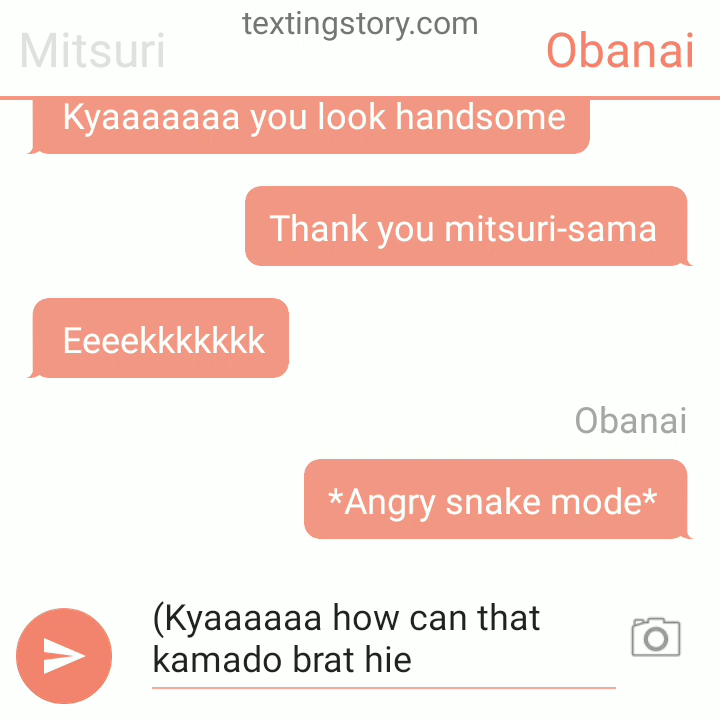 textingstory.com
Mitsuri
Obanai
Kyaaaaaaa you look handsome
Thank you mitsuri-sama
Eeeekkkkkkk
Obanai
*Angry snake mode*
(Kyaaaaaa how can that
kamado brat hie